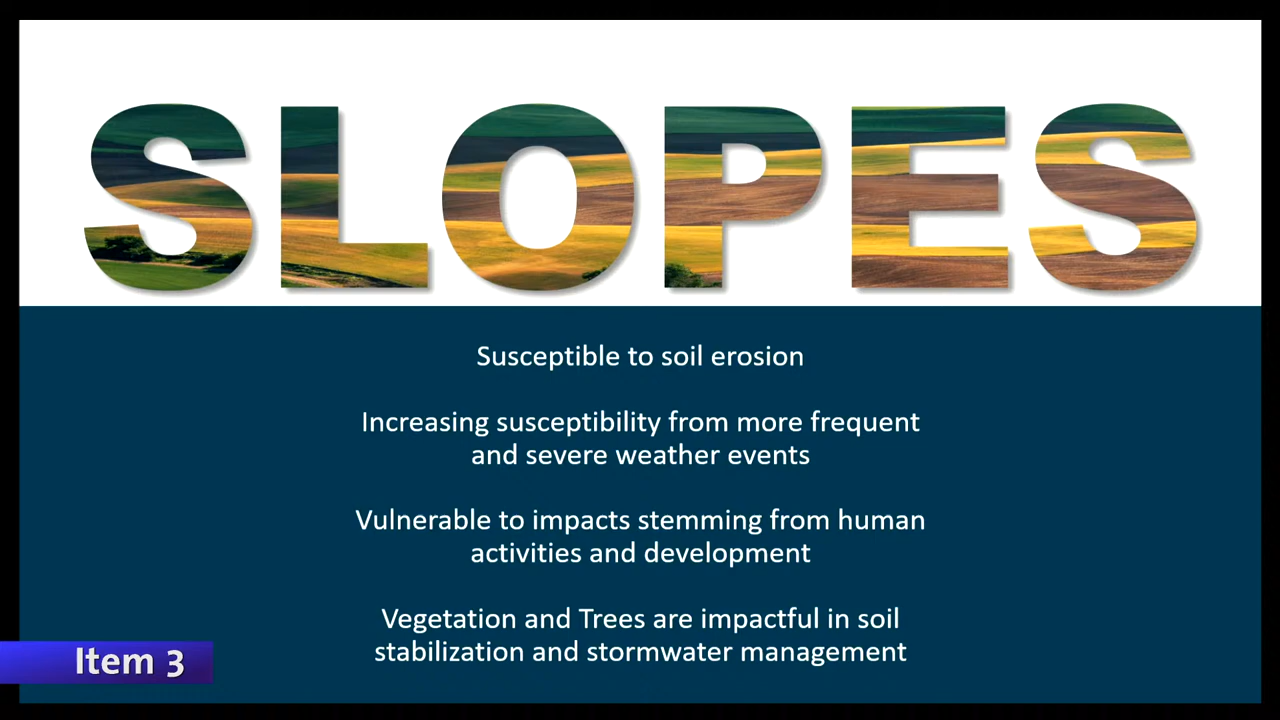 SLOPES
Susceptible to soil erosion
Increasing susceptibility from more frequent
and severe weather events
Vulnerable to impacts stemming from human
activities and development
Vegetation and Trees are impactful in soil
stabilization and stormwater management
Item 3